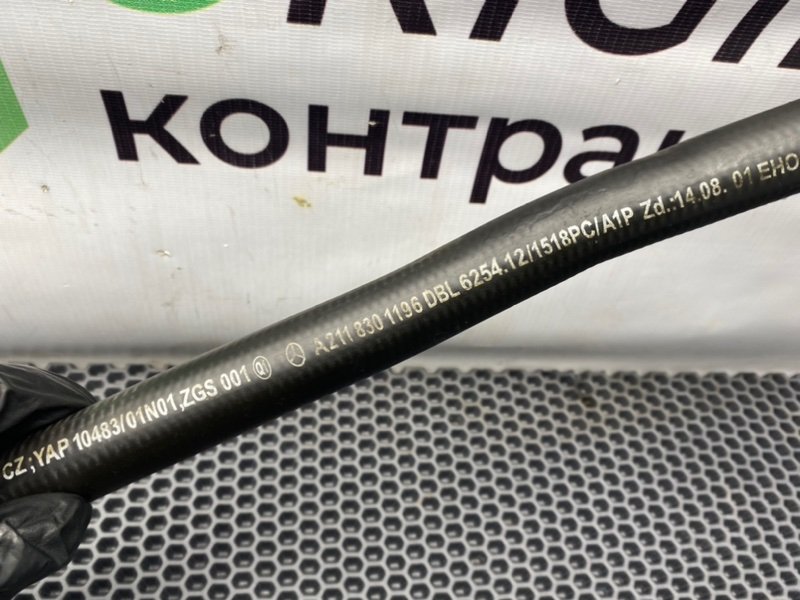 контра
CZ;YAP 10483/01N01,ZGS 001 Q1 A211 830 1196 DBL 6254.12/1518PC/A1P Zd.:14.08. 01 EHO